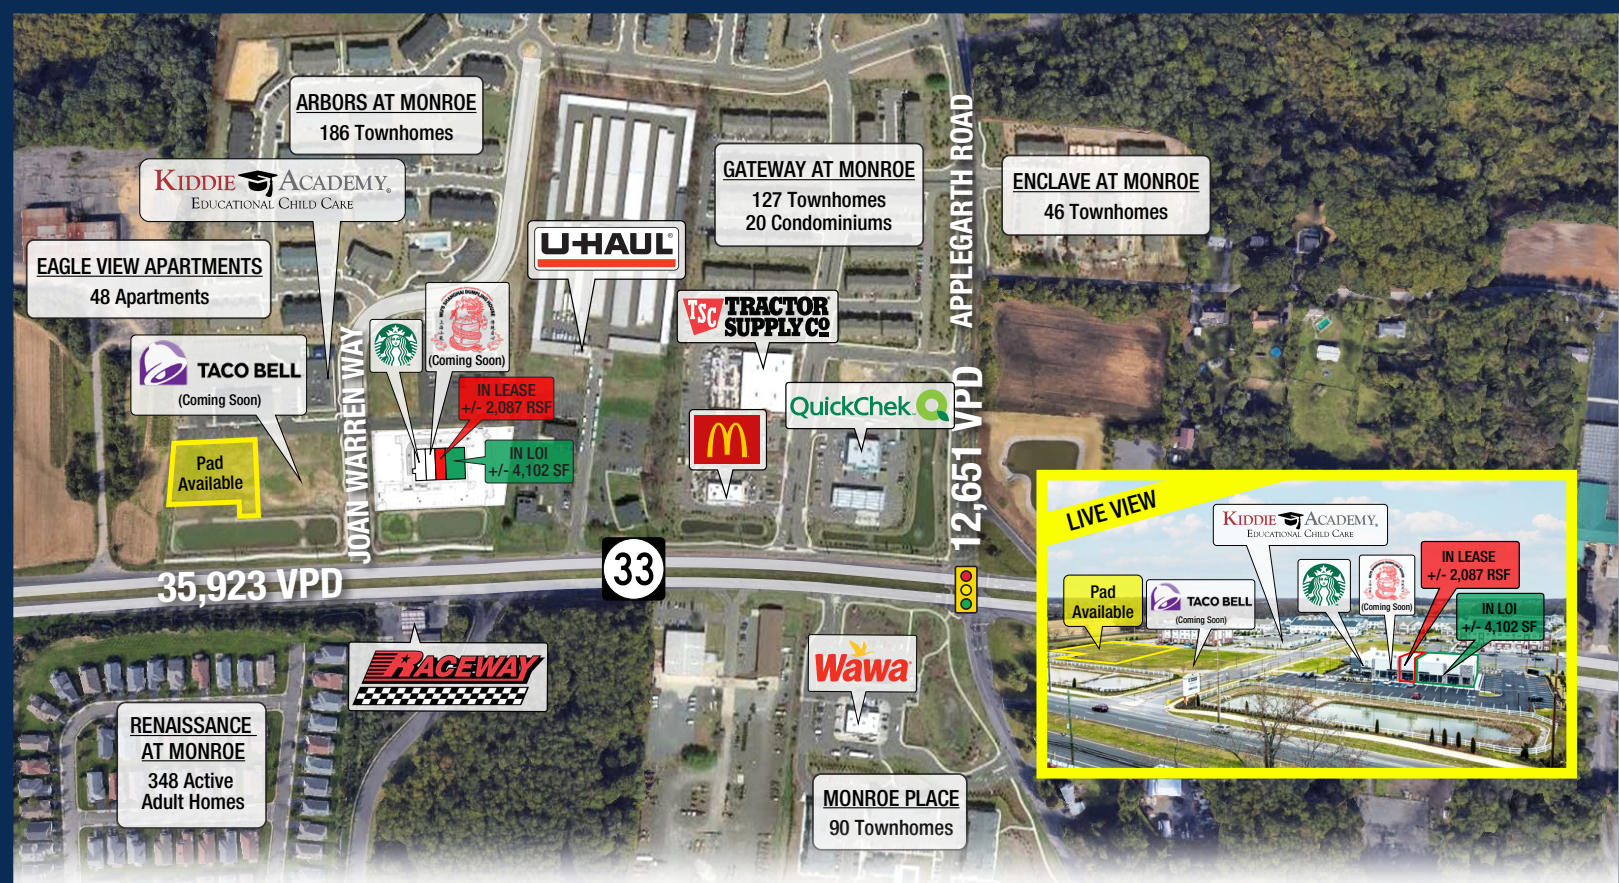 ARBORS AT MONROE
186 Townhomes
KIDDIE ACADEMY®
EDUCATIONAL CHILD CARE
EAGLE VIEW APARTMENTS
48 Apartments
TACO BELL
(Coming Soon)
Pad
Available
JOAN WARREN WAY
(Coming Soon)
IN LEASE
+/- 2,087 RSF
IN LOI
+/- 4,102 SF
U-HAUL®
GATEWAY AT MONROE
127 Townhomes
20 Condominiums
TSC TRACTOR
SUPPLY CO
QuickChek
APPLEGARTH ROAD
12,651 VPD
ENCLAVE AT MONROE
46 Townhomes
35,923 VPD
33
RACEWAY
Wawa
RENAISSANCE
AT MONROE
348 Active
Adult Homes
MONROE PLACE
90 Townhomes
LIVE VIEW
KIDDIE ACADEMY®
EDUCATIONAL CHILD CARE
Pad
Available
TACO BELL
(Coming Soon)
(Coming Soon)
IN LEASE
+/- 2,087 RSF
IN LOI
+/- 4,102 SF